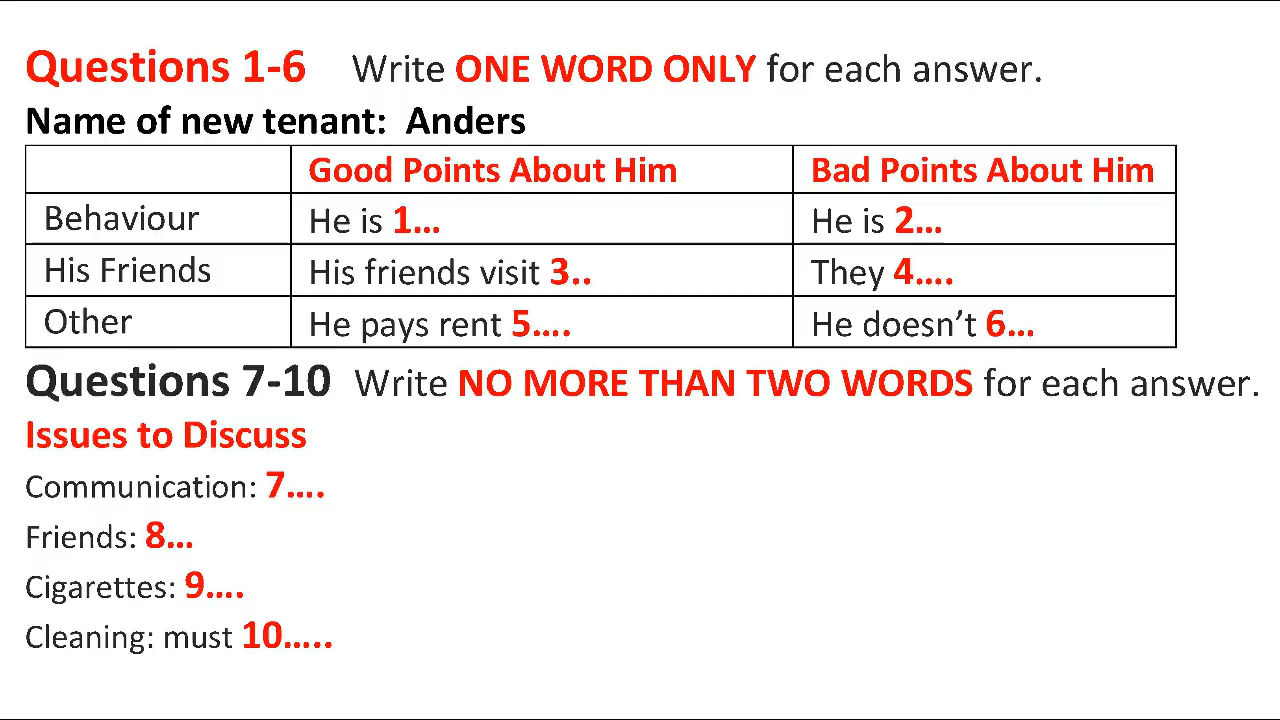 Questions 1-6 Write ONE WORD ONLY for each answer.
Name of new tenant: Anders
Good Points About Him Bad Points About Him
Behaviour He is 1... He is 2...
His Friends His friends visit 3.. They 4....
Other He pays rent 5.... He doesn't 6...
Questions 7-10 Write NO MORE THAN TWO WORDS for each answer.
Issues to Discuss
Communication: 7....
Friends: 8...
Cigarettes: 9....
Cleaning: must 10.....